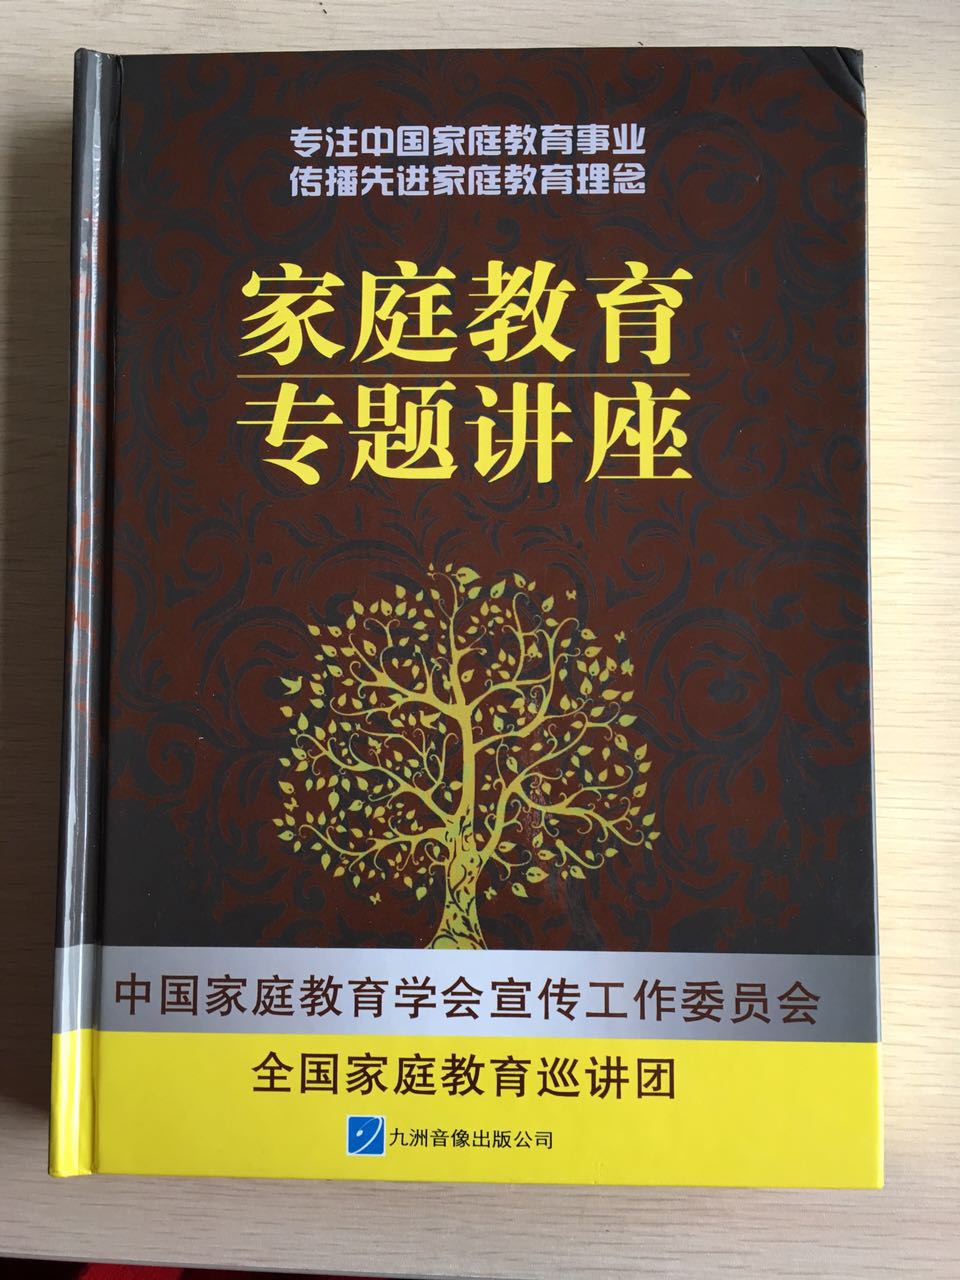 专注中国家庭教育事业
传播先进家庭教育理念
家庭教育
专题讲座
中国家庭教育学会宣传工作委员会
全国家庭教育巡讲团
九洲音像出版公司